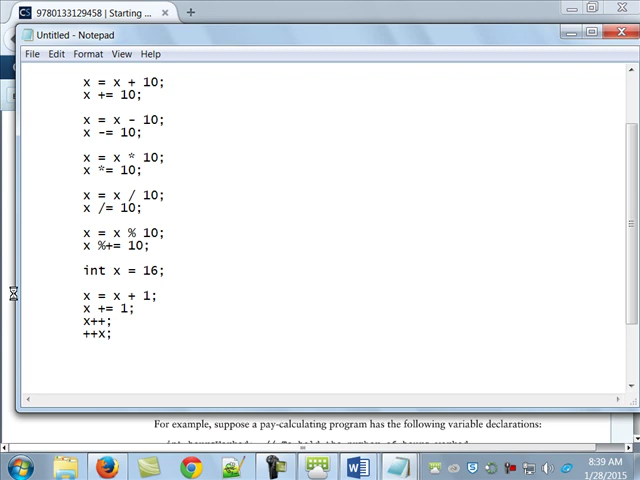 9780133129458 | Starting ...
Untitled - Notepad
File Edit Format View Help
x = x + 10;
x += 10;
x = x - 10;
x -= 10;
x = x * 10;
x *= 10;
x = x / 10;
x /= 10;
x = x % 10;
x %+= 10;
int x = 16;
x = x + 1;
x += 1;
x++;
++x;
For example, suppose a pay-calculating program has the following variable declarations:
8:39 AM
1/28/2015